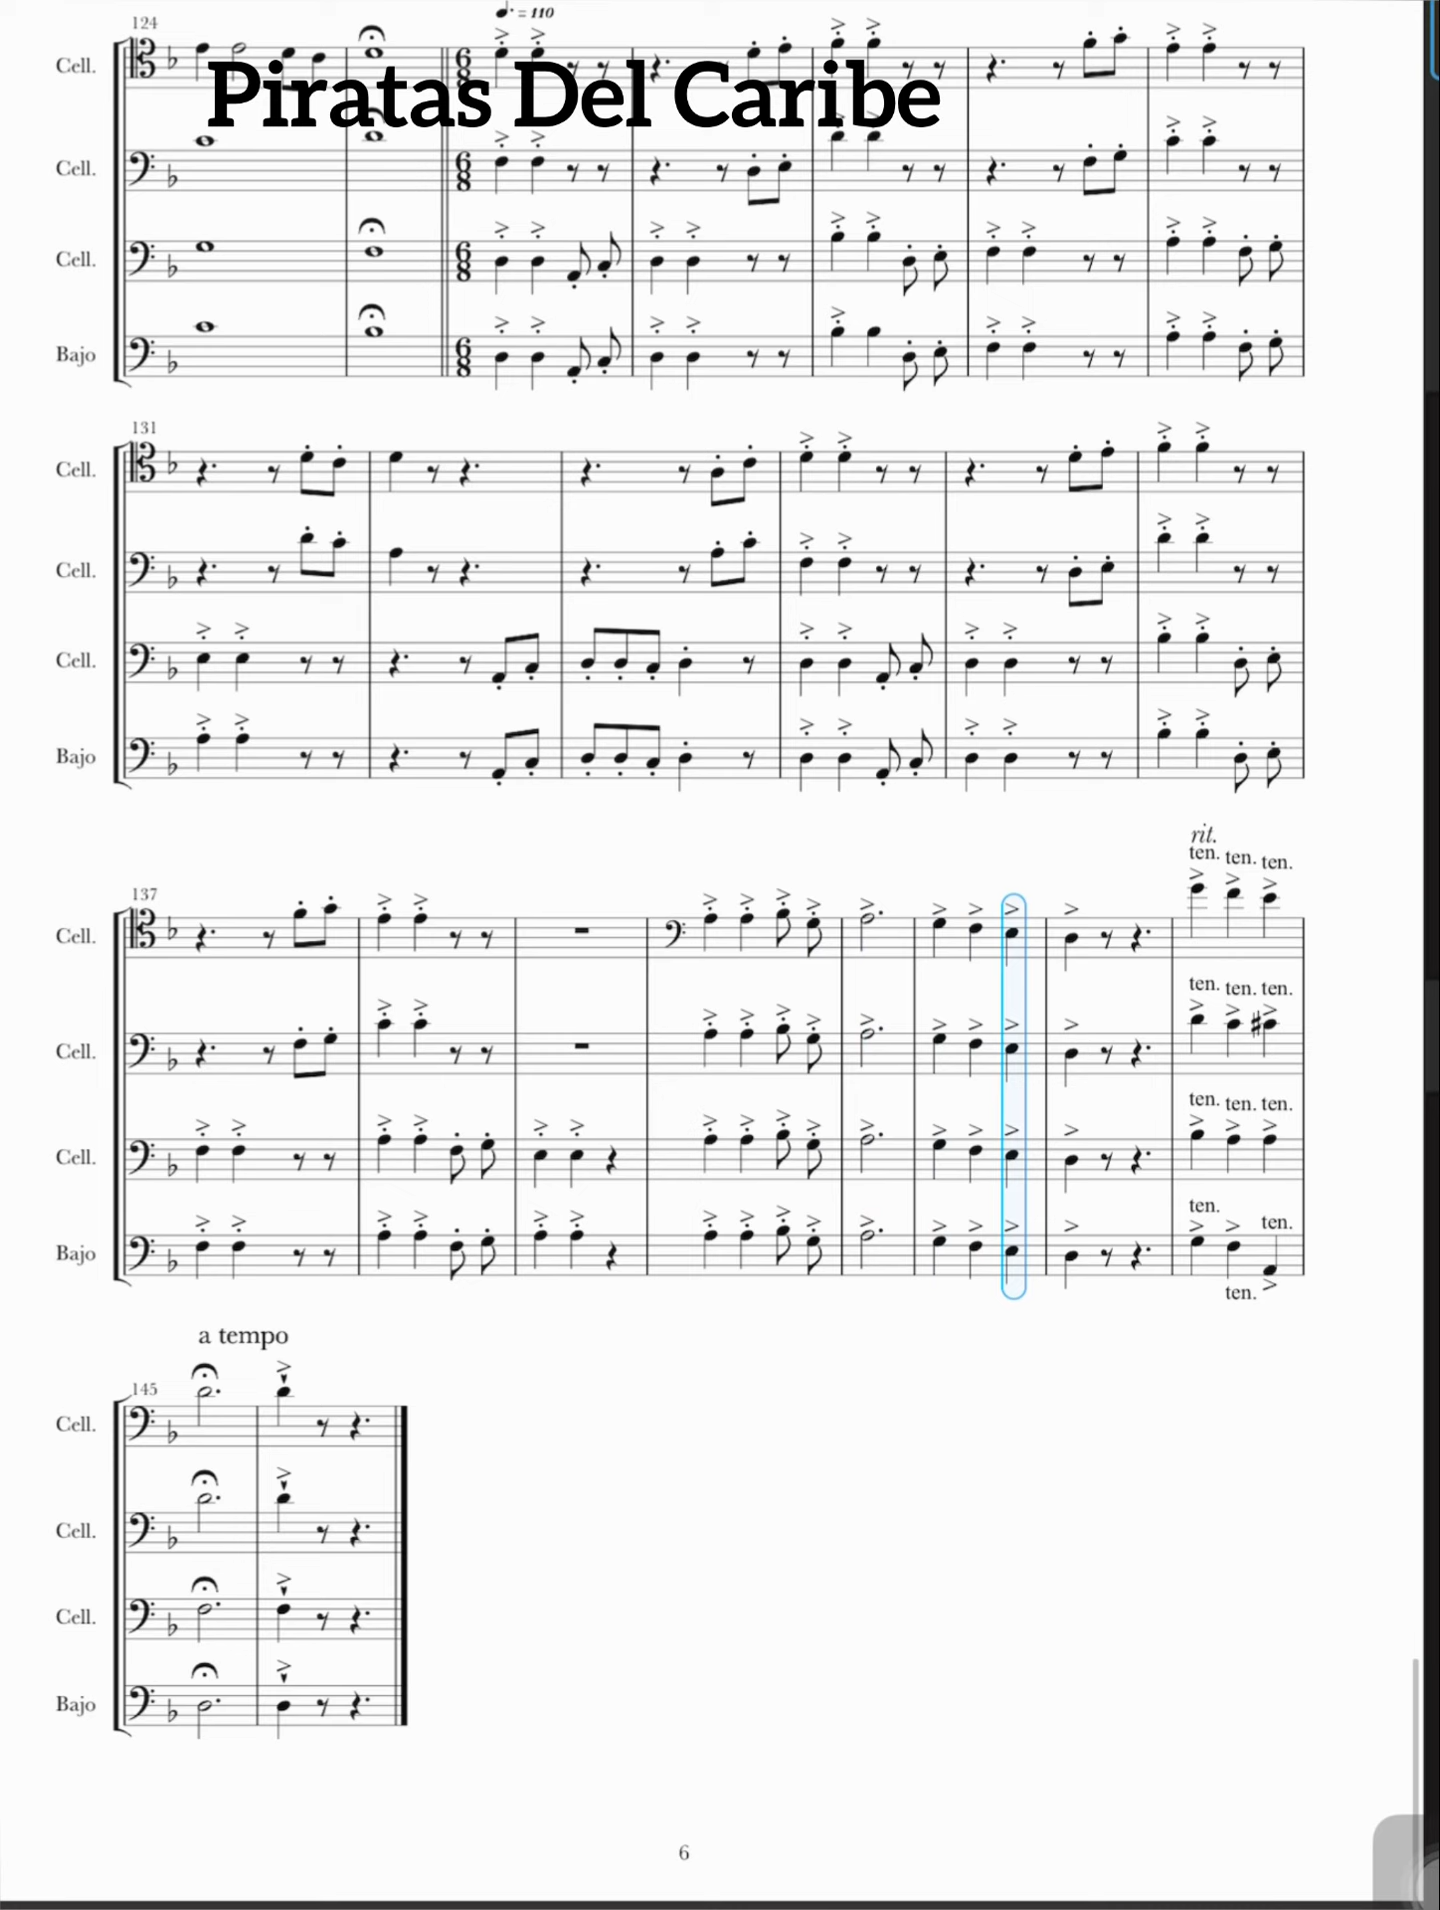 = 110
124
Cell.
Piratas Del Caribe
Cell.
Cell.
Bajo
131
Cell.
Cell.
Cell.
Bajo
rit.
ten. ten. ten.
137
Cell.
ten. ten. ten.
Cell.
ten. ten. ten.
Cell.
ten. ten.
Bajo
ten.
a tempo
145
Cell.
Cell.
Cell.
Bajo
6